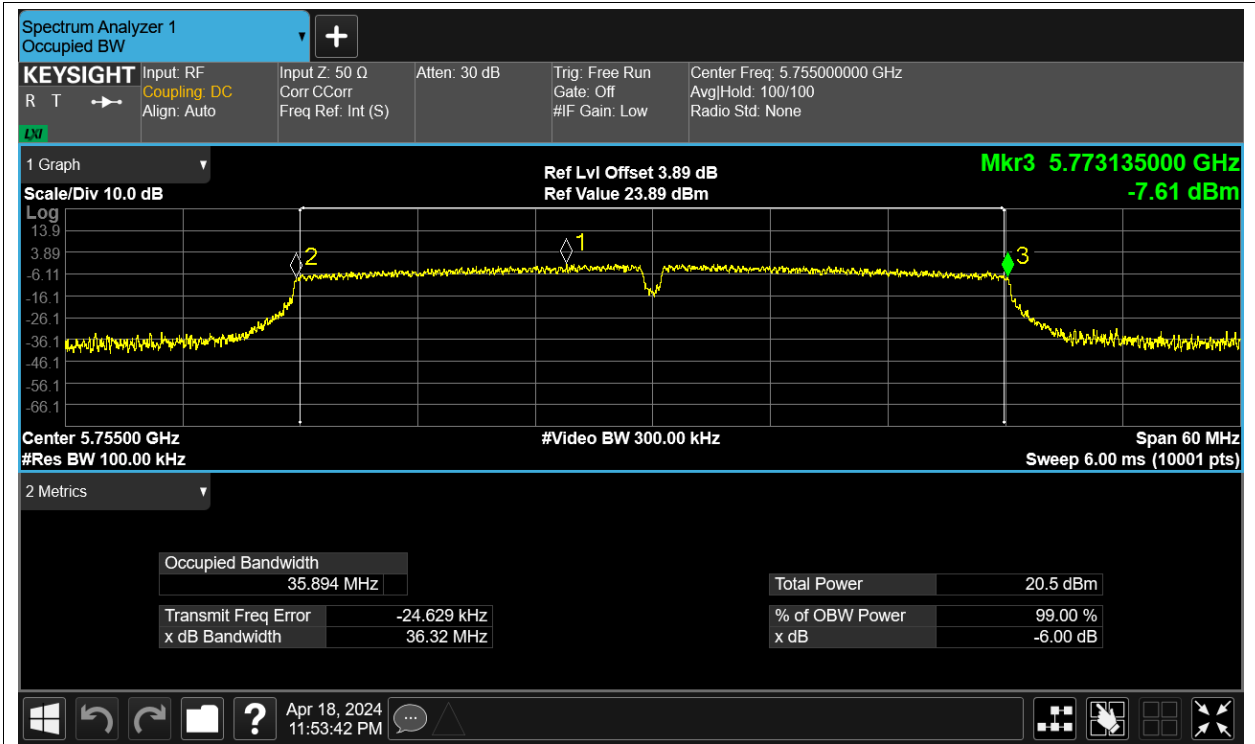 Spectrum Analyzer 1
Occupied BW
+
KEYSIGHT
R T
LXI
Input: RF
Coupling: DC
Align: Auto
Input Z: 50 Ω
Corr CCorr
Freq Ref: Int (S)
Atten: 30 dB
Trig: Free Run
Gate: Off
#IF Gain: Low
Center Freq: 5.755000000 GHz
Avg|Hold: 100/100
Radio Std: None
1 Graph
Scale/Div 10.0 dB
Ref Lvl Offset 3.89 dB
Ref Value 23.89 dBm
Mkr3 5.773135000 GHz
-7.61 dBm
Log
13.9
3.89
-6.11
-16.1
-26.1
-36.1
-46.1
-56.1
-66.1
2
1
3
Center 5.75500 GHz
#Res BW 100.00 kHz
#Video BW 300.00 kHz
Span 60 MHz
Sweep 6.00 ms (10001 pts)
2 Metrics
Occupied Bandwidth
35.894 MHz
Transmit Freq Error -24.629 kHz
x dB Bandwidth 36.32 MHz
Total Power 20.5 dBm
% of OBW Power 99.00 %
x dB -6.00 dB
?
Apr 18, 2024
11:53:42 PM